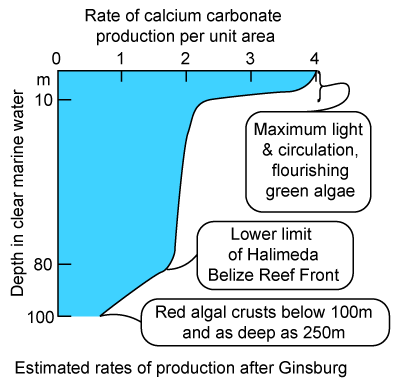 Rate of calcium carbonate
production per unit area
0 1 2 3 4
m
10
Depth in clear marine water
Maximum light
& circulation,
flourishing
green algae
Lower limit
of Halimeda
Belize Reef Front
80
100
Red algal crusts below 100m
and as deep as 250m
Estimated rates of production after Ginsburg